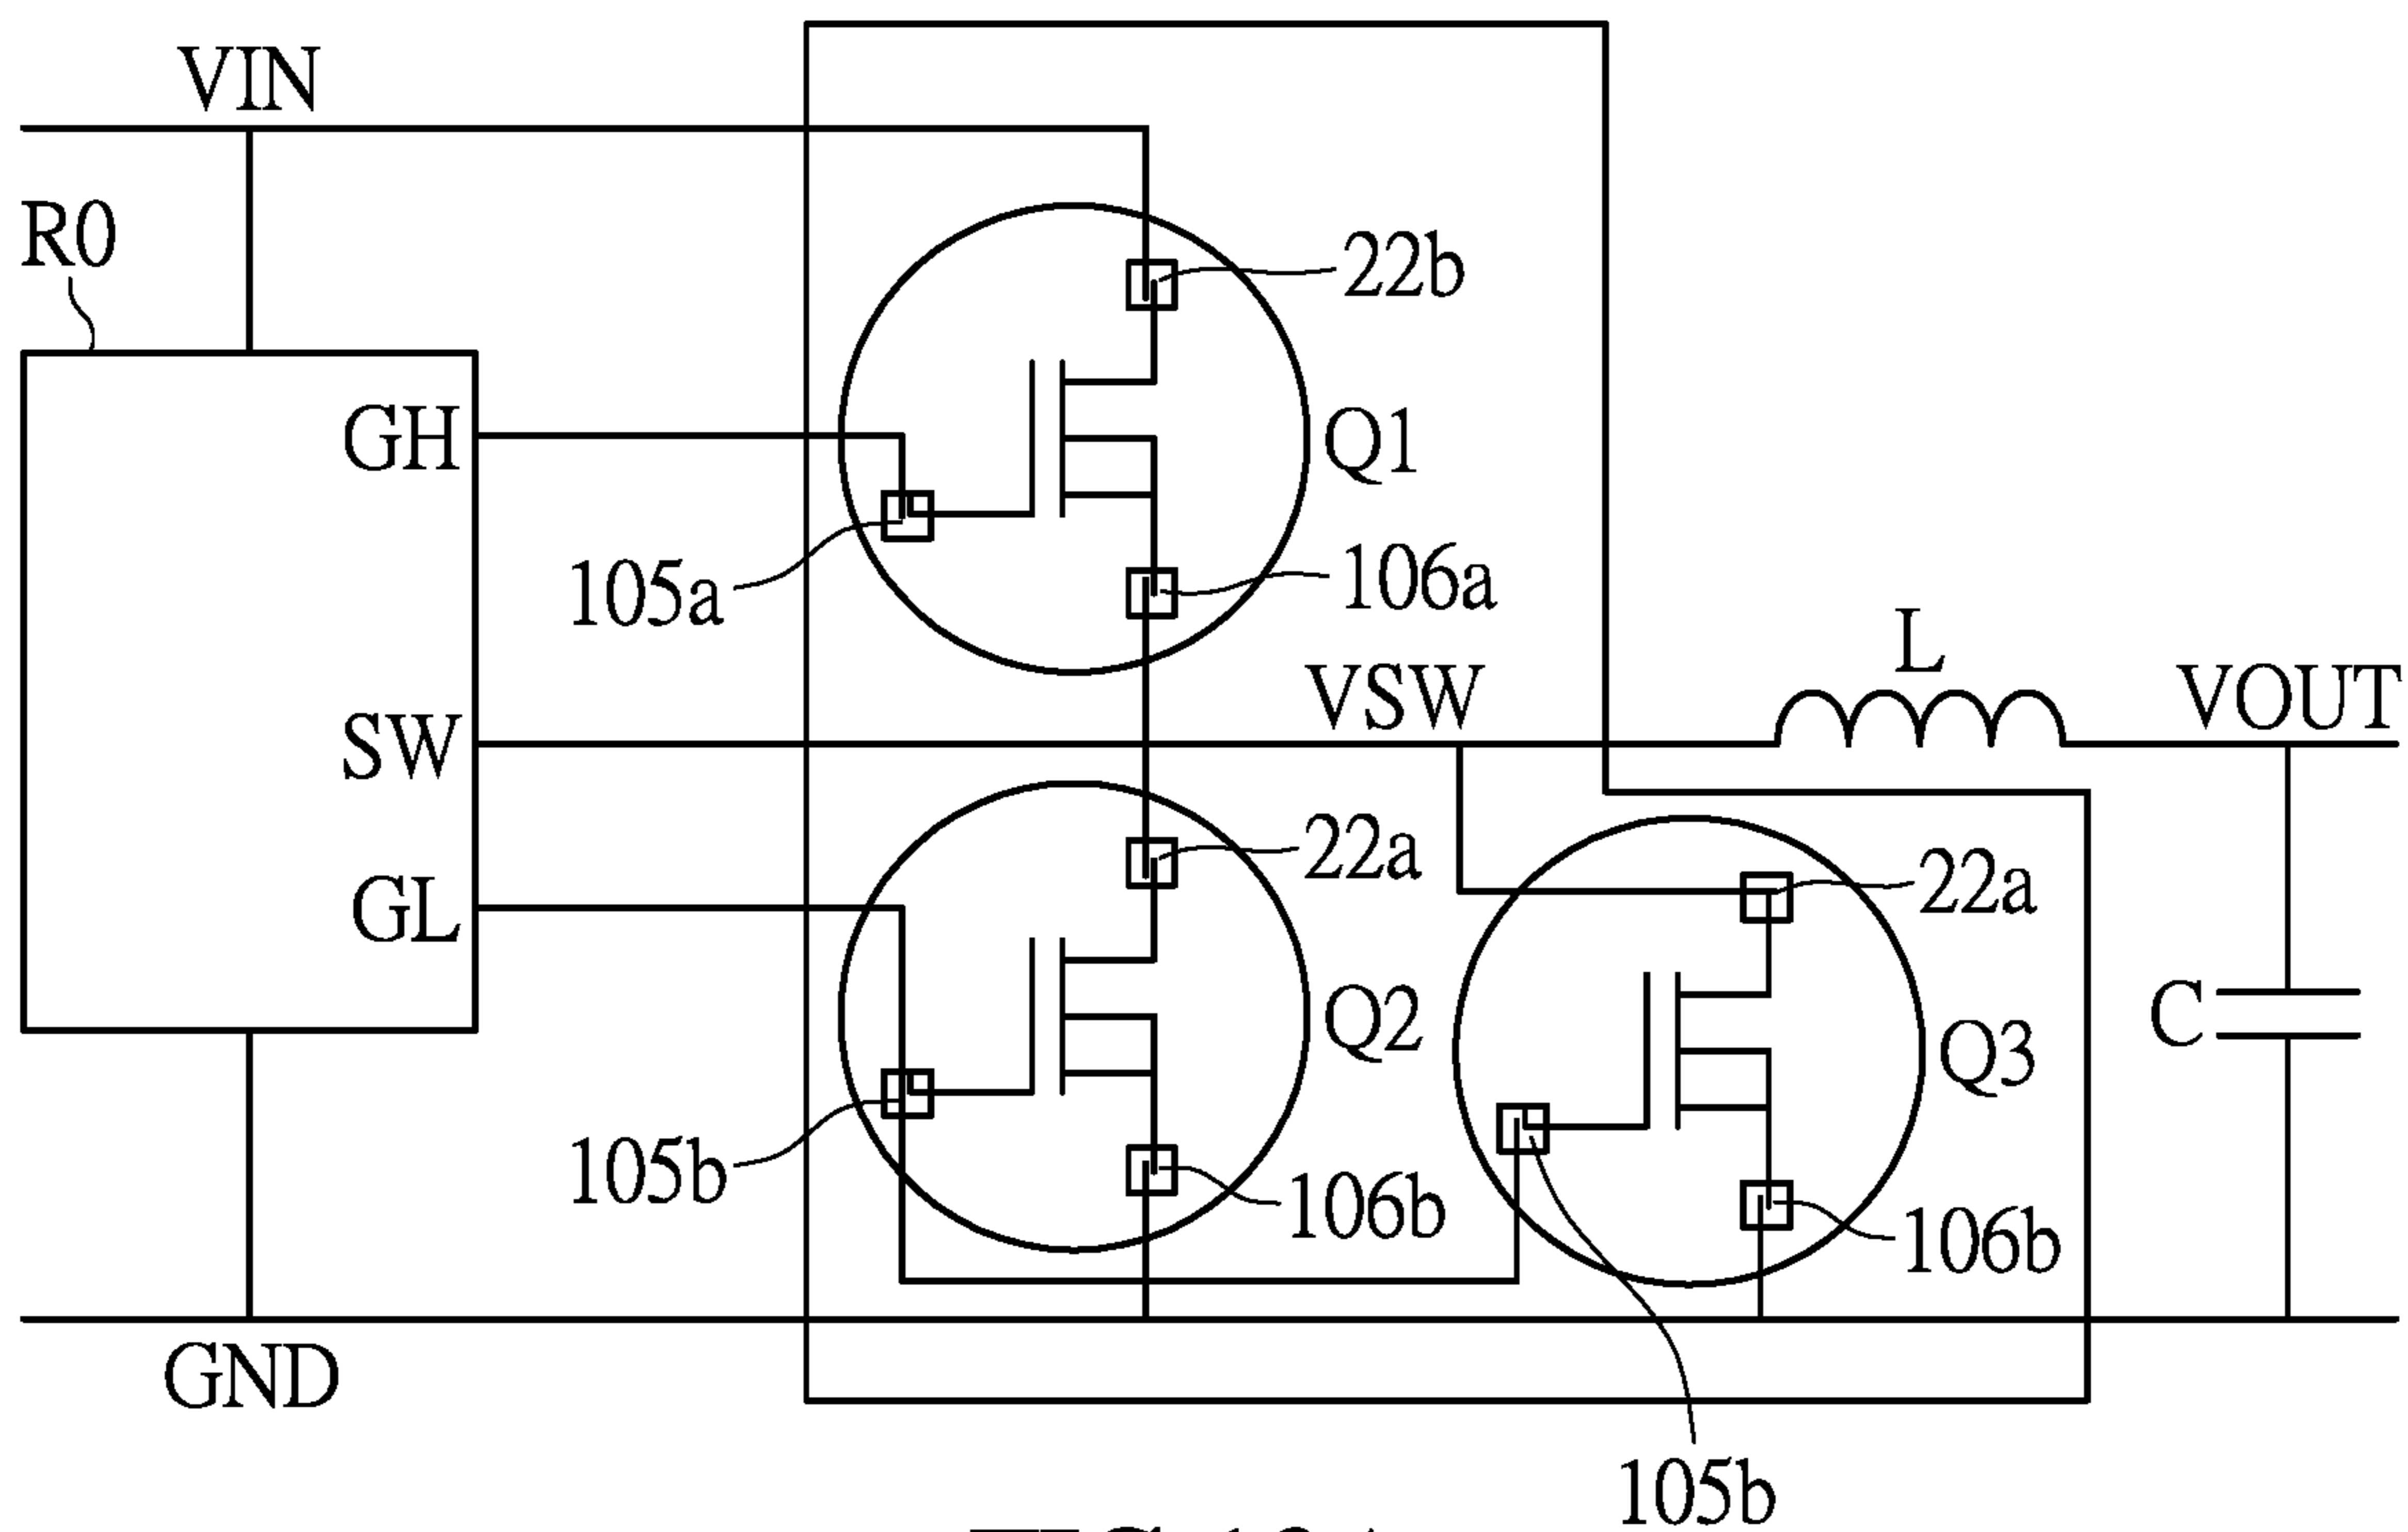 VIN
R0
22b
GH
Q1
105a
106a
L
VSW
VOUT
SW
22a
22a
GL
C
Q2
Q3
105b
106b
106b
GND
105b